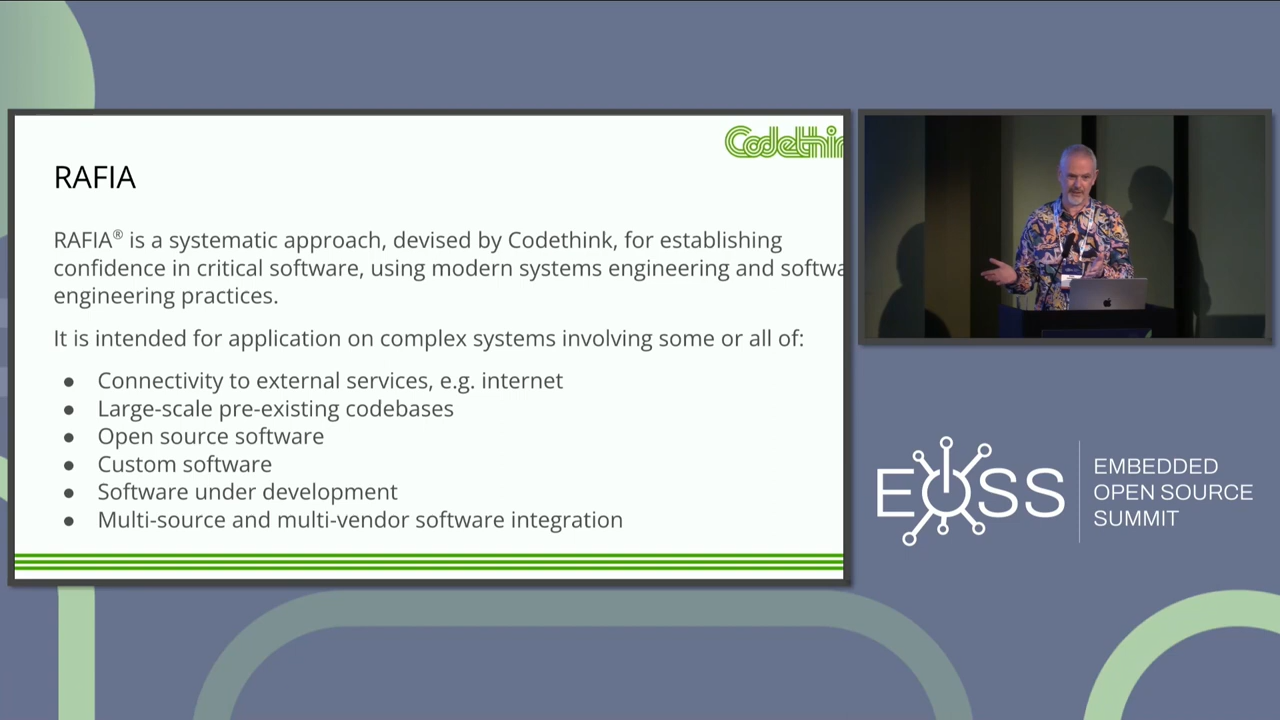 Codethin
RAFIA
RAFIA® is a systematic approach, devised by Codethink, for establishing
confidence in critical software, using modern systems engineering and softwa
engineering practices.
It is intended for application on complex systems involving some or all of:
● Connectivity to external services, e.g. internet
● Large-scale pre-existing codebases
● Open source software
● Custom software
● Software under development
● Multi-source and multi-vendor software integration
EOSS
EMBEDDED
OPEN SOURCE
SUMMIT